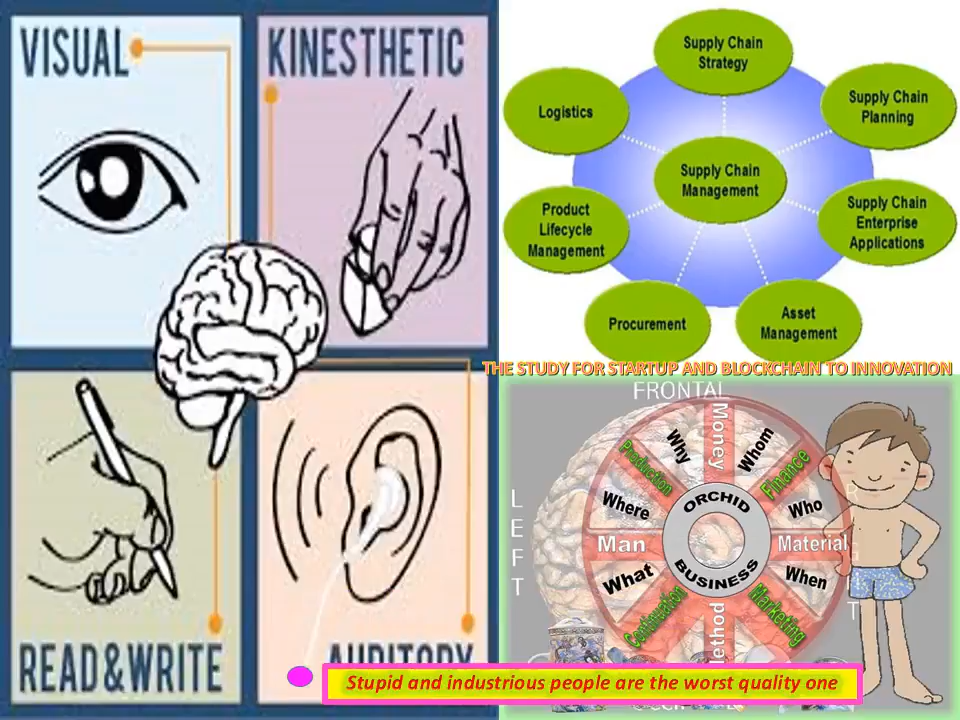 VISUAL
KINESTHETIC
READ&WRITE
AUDITORY
Supply Chain
Strategy
Logistics
Supply Chain
Planning
Supply Chain
Management
Product
Lifecycle
Management
Supply Chain
Enterprise
Applications
Procurement
Asset
Management
THE STUDY FOR STARTUP AND BLOCKCHAIN TO INNOVATION
FRONTAL
LEFT
Money
Why
Whom
Production
Finance
Where
Who
ORCHID
BUSINESS
Man
Material
What
When
Continuation
Marketing
ethod
Stupid and industrious people are the worst quality one